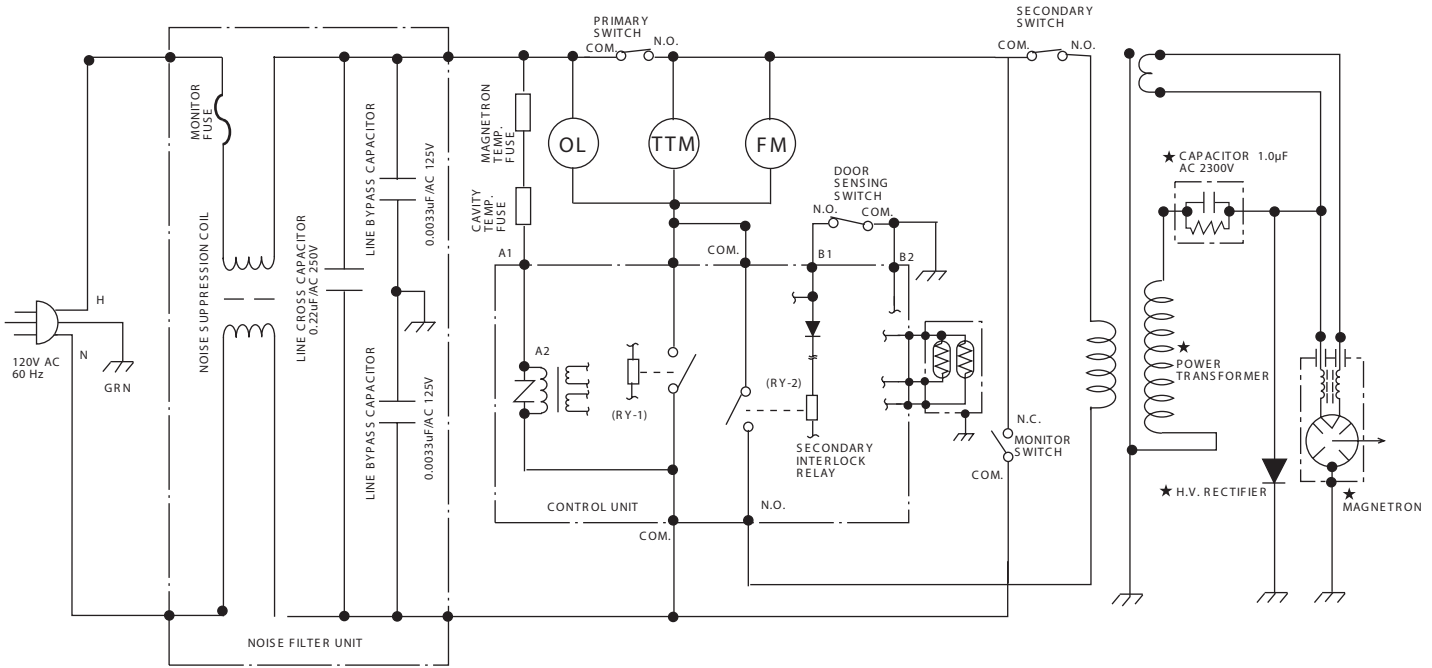 PRIMARY
SWITCH
COM.
N.O.
SECONDARY
SWITCH
COM.
N.O.
MONITOR
FUSE
LINE BYPASS CAPACITOR
0.0033uF/AC 125V
MAGNETRON
TEMP.
FUSE
OL
TTM
FM
CAVITY
TEMP.
FUSE
DOOR
SENSING
SWITCH
N.O.
COM.
★ CAPACITOR 1.0µF
AC 2300V
NOISE SUPPRESSION COIL
LINE CROSS CAPACITOR
0.22uF/AC 250V
A1
COM.
B1
B2
H
N
120V AC
60 Hz
GRN
A2
(RY-1)
(RY-2)
SECONDARY
INTERLOCK
RELAY
★
POWER
TRANSFORMER
LINE BYPASS CAPACITOR
0.0033uF/AC 125V
N.C.
MONITOR
SWITCH
COM.
★ H.V. RECTIFIER
★
MAGNETRON
CONTROL UNIT
N.O.
COM.
NOISE FILTER UNIT